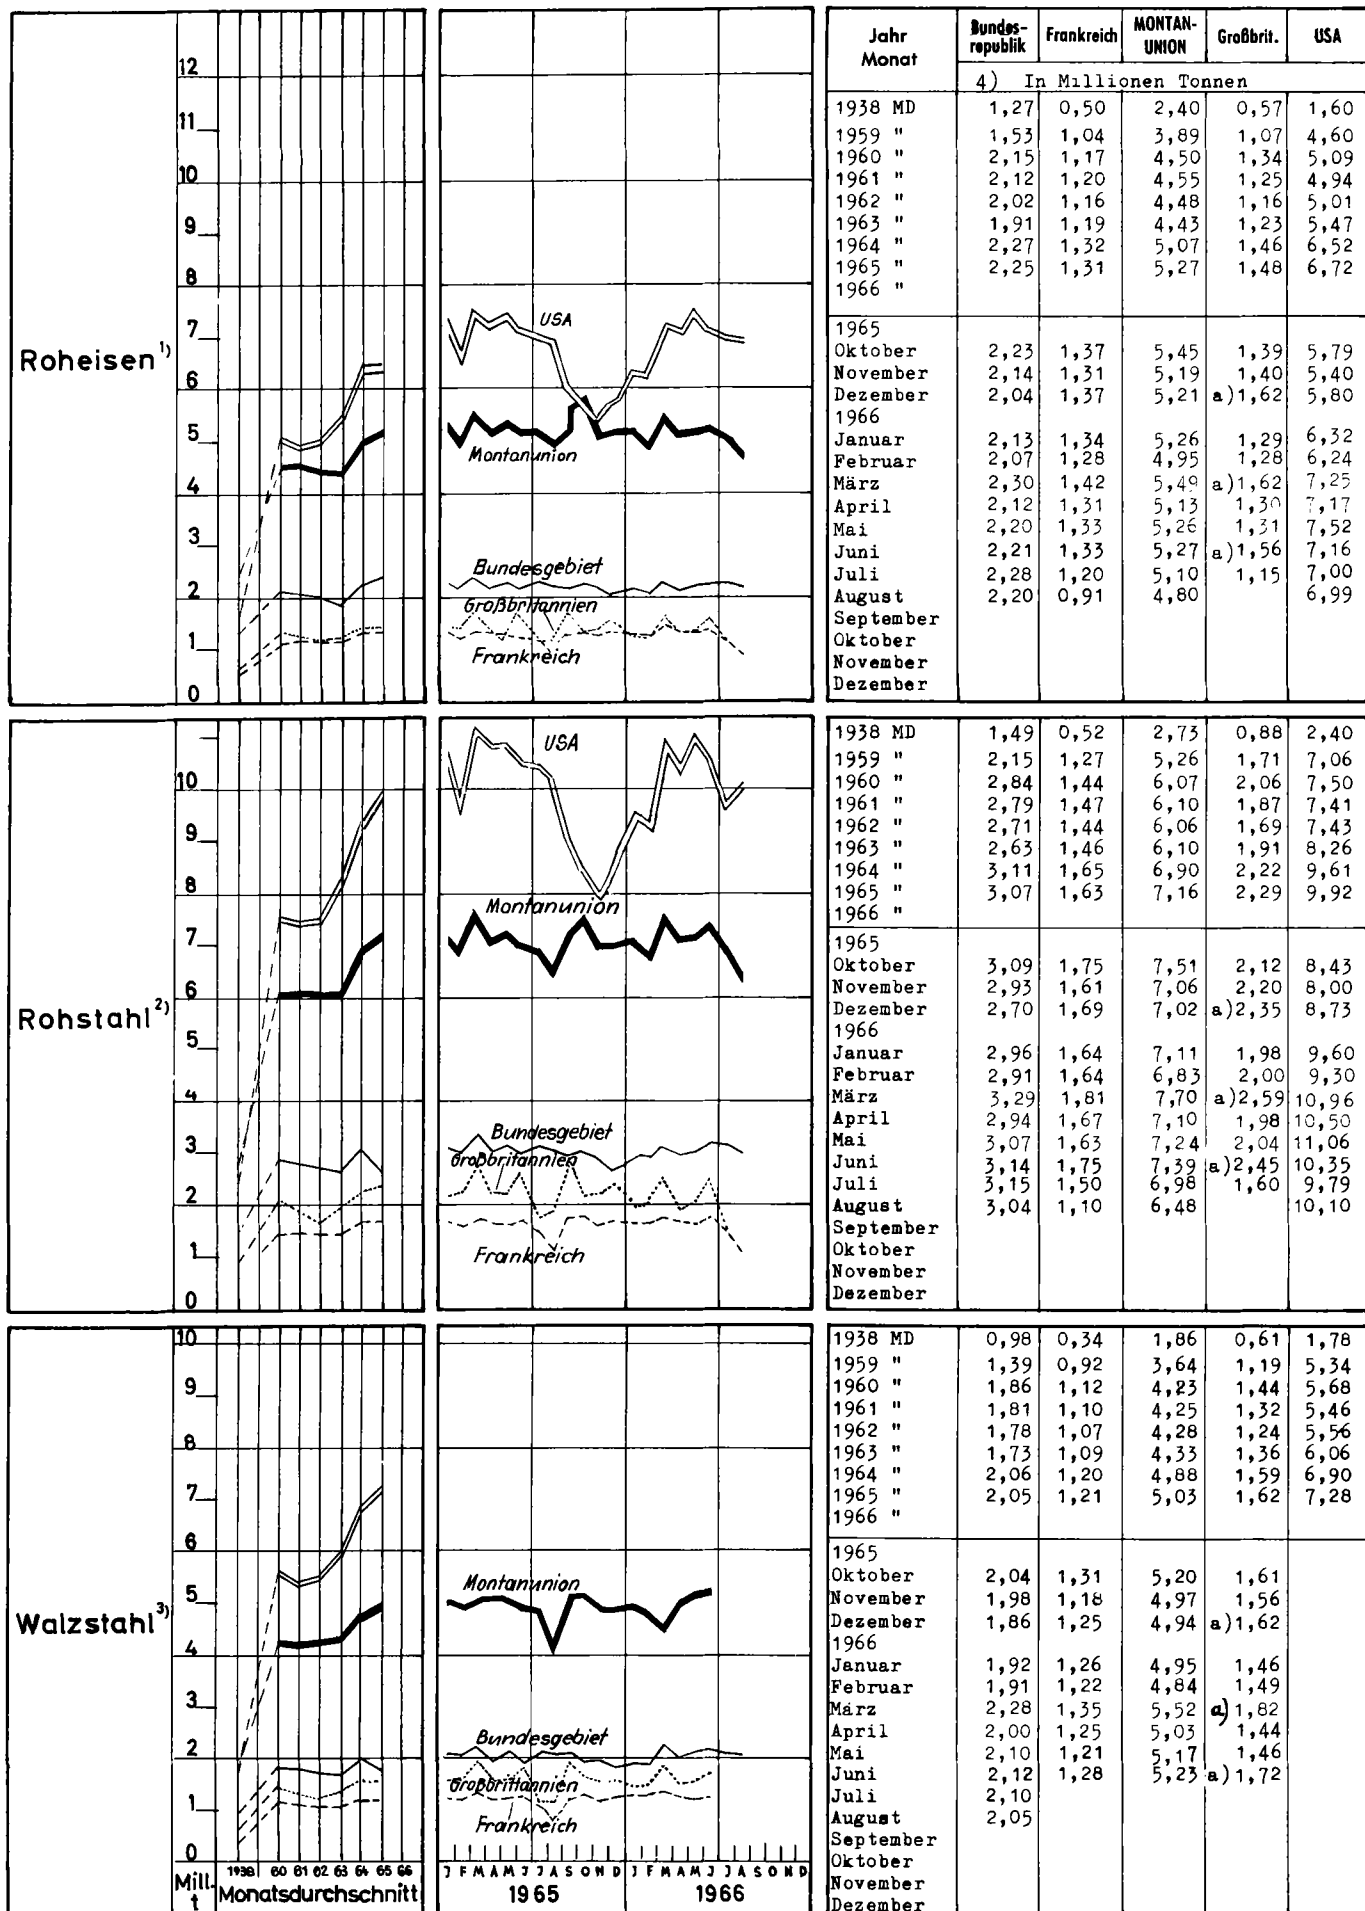 Jahr Monat | Bundes-republik | Frankreich | MONTAN-UNION | Großbrit. | USA
4) In Millionen Tonnen
Roheisen 1)
12
11
10
9
8
7
6
5
4
3
2
1
0
USA
Montanunion
Bundesgebiet
Großbritannien
Frankreich
1938 MD 1,27 0,50 2,40 0,57 1,60
1959 " 1,53 1,04 3,89 1,07 4,60
1960 " 2,15 1,17 4,50 1,34 5,09
1961 " 2,12 1,20 4,55 1,25 4,94
1962 " 2,02 1,16 4,48 1,16 5,01
1963 " 1,91 1,19 4,43 1,23 5,47
1964 " 2,27 1,32 5,07 1,46 6,52
1965 " 2,25 1,31 5,27 1,48 6,72
1966 "
1965
Oktober 2,23 1,37 5,45 1,39 5,79
November 2,14 1,31 5,19 1,40 5,40
Dezember 2,04 1,37 5,21 a)1,62 5,80
1966
Januar 2,13 1,34 5,26 1,29 6,32
Februar 2,07 1,28 4,95 1,28 6,24
März 2,30 1,42 5,49 a)1,62 7,25
April 2,12 1,31 5,13 1,30 7,17
Mai 2,20 1,33 5,26 1,31 7,52
Juni 2,21 1,33 5,27 a)1,56 7,16
Juli 2,28 1,20 5,10 1,15 7,00
August 2,20 0,91 4,80 6,99
September
Oktober
November
Dezember
Rohstahl 2)
10
9
8
7
6
5
4
3
2
1
0
USA
Montanunion
Bundesgebiet
Großbritannien
Frankreich
1938 MD 1,49 0,52 2,73 0,88 2,40
1959 " 2,15 1,27 5,26 1,71 7,06
1960 " 2,84 1,44 6,07 2,06 7,50
1961 " 2,79 1,47 6,10 1,87 7,41
1962 " 2,71 1,44 6,06 1,69 7,43
1963 " 2,63 1,46 6,10 1,91 8,26
1964 " 3,11 1,65 6,90 2,22 9,61
1965 " 3,07 1,63 7,16 2,29 9,92
1966 "
1965
Oktober 3,09 1,75 7,51 2,12 8,43
November 2,93 1,61 7,06 2,20 8,00
Dezember 2,70 1,69 7,02 a)2,35 8,73
1966
Januar 2,96 1,64 7,11 1,98 9,60
Februar 2,91 1,64 6,83 2,00 9,30
März 3,29 1,81 7,70 a)2,59 10,96
April 2,94 1,67 7,10 1,98 10,50
Mai 3,07 1,63 7,24 2,04 11,06
Juni 3,14 1,75 7,39 a)2,45 10,35
Juli 3,15 1,50 6,98 1,60 9,79
August 3,04 1,10 6,48 10,10
September
Oktober
November
Dezember
Walzstahl 3)
10
9
8
7
6
5
4
3
2
1
0
Montanunion
Bundesgebiet
Großbrittannien
Frankreich
1938 MD 0,98 0,34 1,86 0,61 1,78
1959 " 1,39 0,92 3,64 1,19 5,34
1960 " 1,86 1,12 4,23 1,44 5,68
1961 " 1,81 1,10 4,25 1,32 5,46
1962 " 1,78 1,07 4,28 1,24 5,56
1963 " 1,73 1,09 4,33 1,36 6,06
1964 " 2,06 1,20 4,88 1,59 6,90
1965 " 2,05 1,21 5,03 1,62 7,28
1966 "
1965
Oktober 2,04 1,31 5,20 1,61
November 1,98 1,18 4,97 1,56
Dezember 1,86 1,25 4,94 a)1,62
1966
Januar 1,92 1,26 4,95 1,46
Februar 1,91 1,22 4,84 1,49
März 2,28 1,35 5,52 a)1,82
April 2,00 1,25 5,03 1,44
Mai 2,10 1,21 5,17 1,46
Juni 2,12 1,28 5,23 a)1,72
Juli 2,10
August 2,05
September
Oktober
November
Dezember
Mill. t
1938 60 61 62 63 64 65 66
Monatsdurchschnitt
J F M A M J J A S O N D J F M A M J J A S O N D
1965 1966